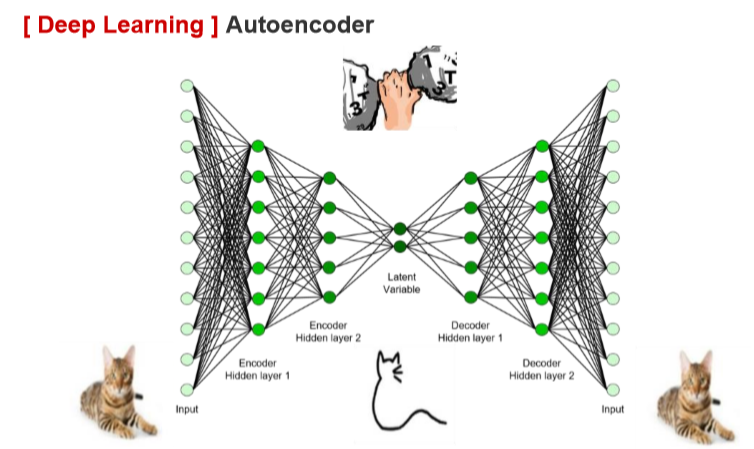 [ Deep Learning ] Autoencoder
Latent
Variable
Encoder
Hidden layer 2
Decoder
Hidden layer 1
Encoder
Hidden layer 1
Decoder
Hidden layer 2
Input
Input